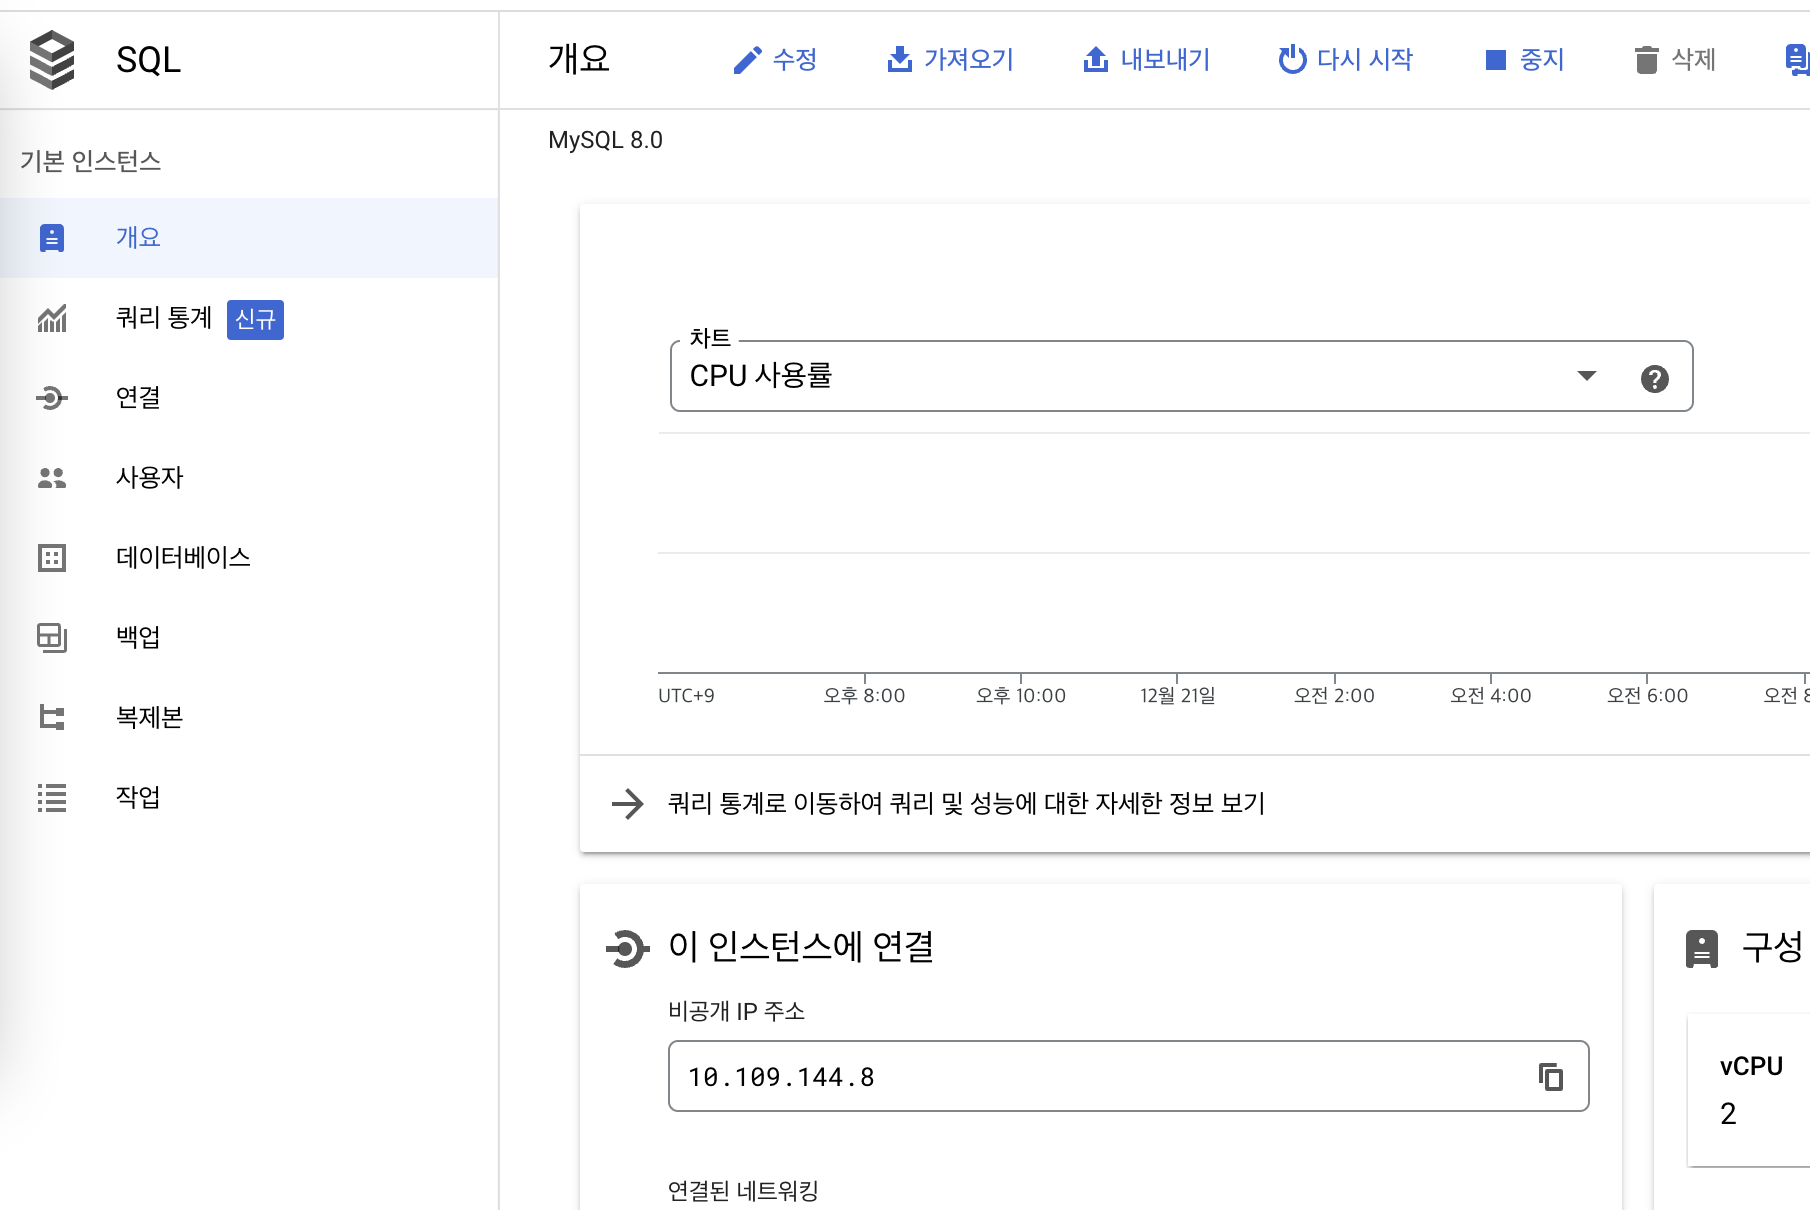 SQL
개요
수정
가져오기
내보내기
다시 시작
중지
삭제
기본 인스턴스
개요
쿼리 통계 신규
연결
사용자
데이터베이스
백업
복제본
작업
MySQL 8.0
차트
CPU 사용률
UTC+9
오후 8:00
오후 10:00
12월 21일
오전 2:00
오전 4:00
오전 6:00
오전 8
쿼리 통계로 이동하여 쿼리 및 성능에 대한 자세한 정보 보기
이 인스턴스에 연결
비공개 IP 주소
10.109.144.8
연결된 네트워킹
구성
vCPU
2